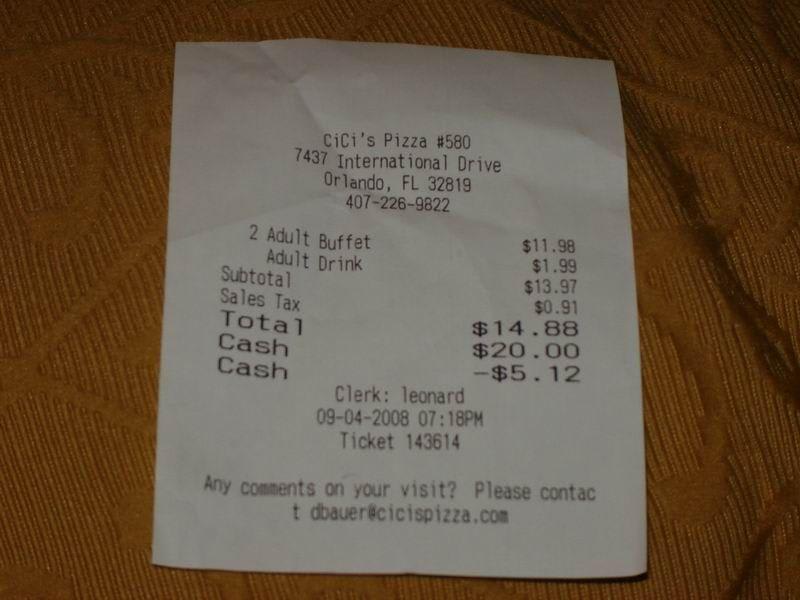 CiCi's Pizza #580
7437 International Drive
Orlando, FL 32819
407-226-9822
2 Adult Buffet $11.98
Adult Drink $1.99
Subtotal $13.97
Sales Tax $0.91
Total $14.88
Cash $20.00
Cash -$5.12
Clerk: leonard
09-04-2008 07:18PM
Ticket 143614
Any comments on your visit? Please contac
t dbauer@cicispizza.com